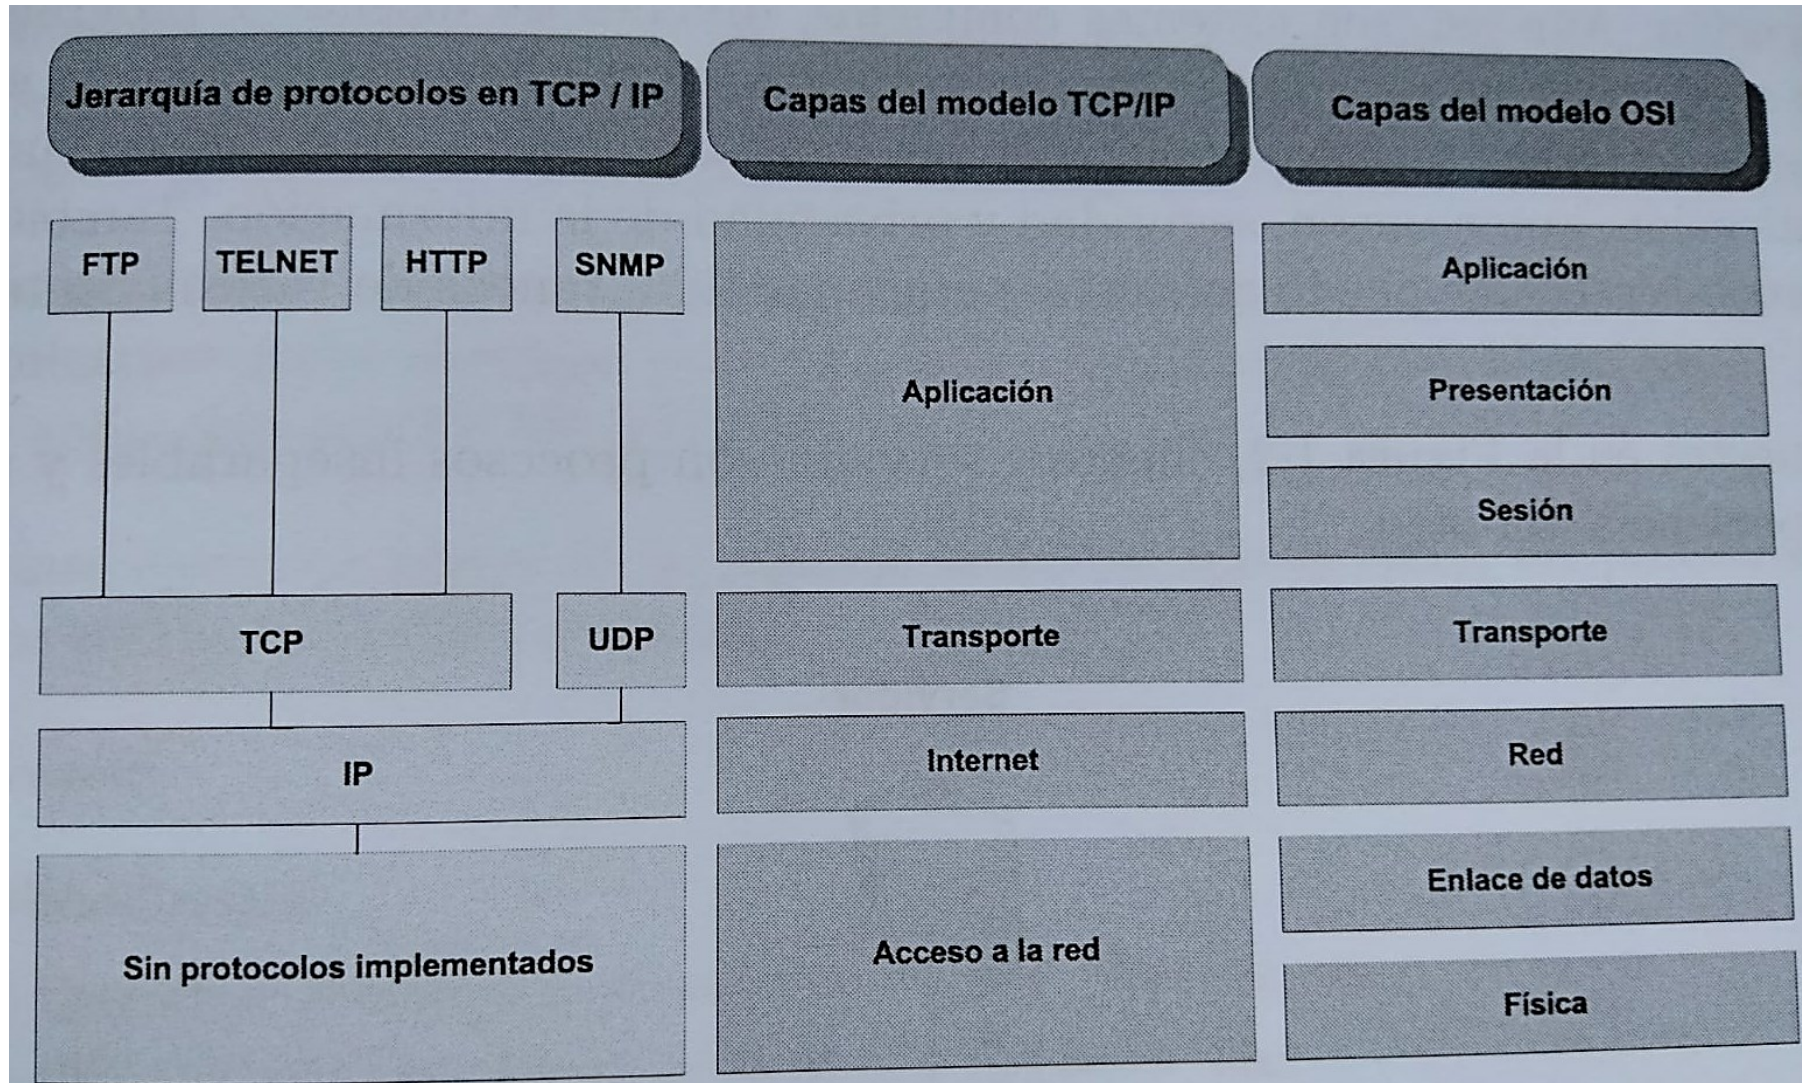 Jerarquía de protocolos en TCP / IP
Capas del modelo TCP/IP
Capas del modelo OSI
FTP
TELNET
HTTP
SNMP
TCP
UDP
IP
Sin protocolos implementados
Aplicación
Transporte
Internet
Acceso a la red
Aplicación
Presentación
Sesión
Transporte
Red
Enlace de datos
Física